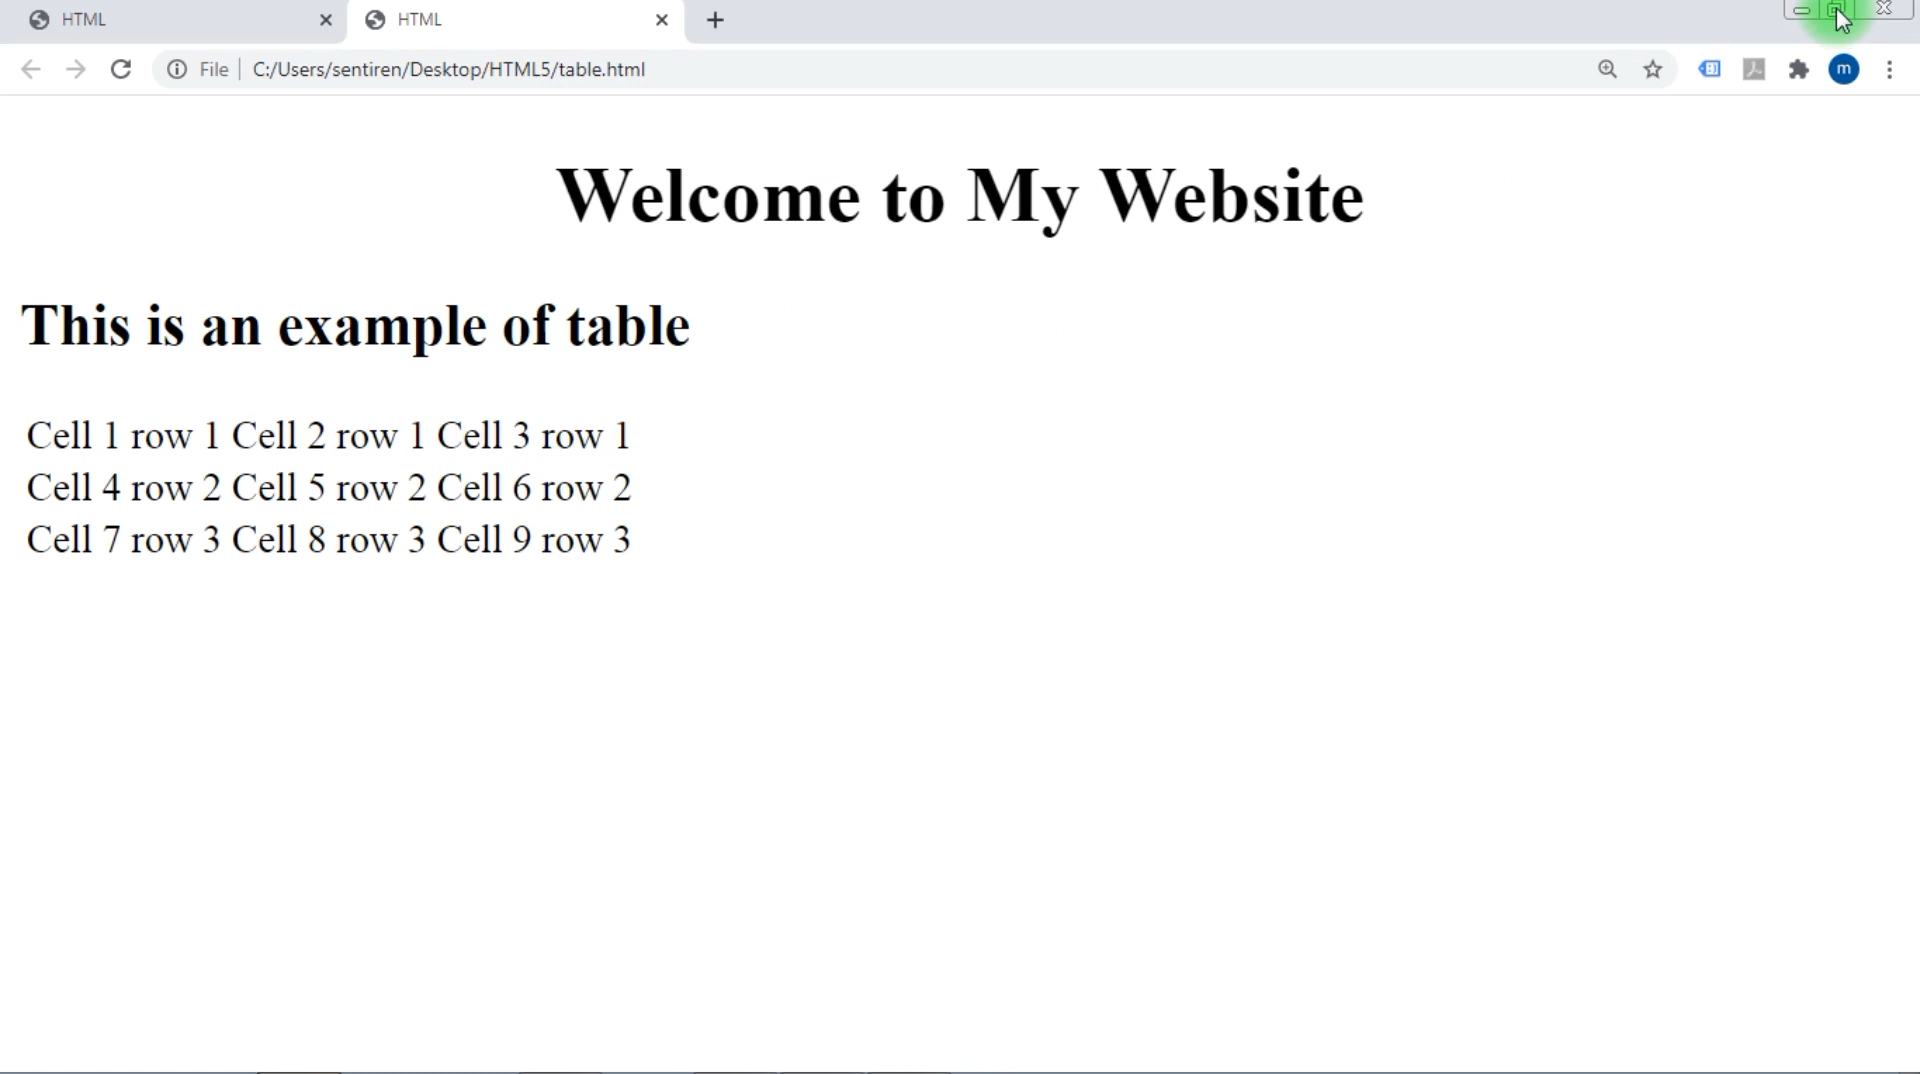 HTML
HTML
File
C:/Users/sentiren/Desktop/HTML5/table.html
m
Welcome to My Website
This is an example of table
Cell 1 row 1 Cell 2 row 1 Cell 3 row 1
Cell 4 row 2 Cell 5 row 2 Cell 6 row 2
Cell 7 row 3 Cell 8 row 3 Cell 9 row 3